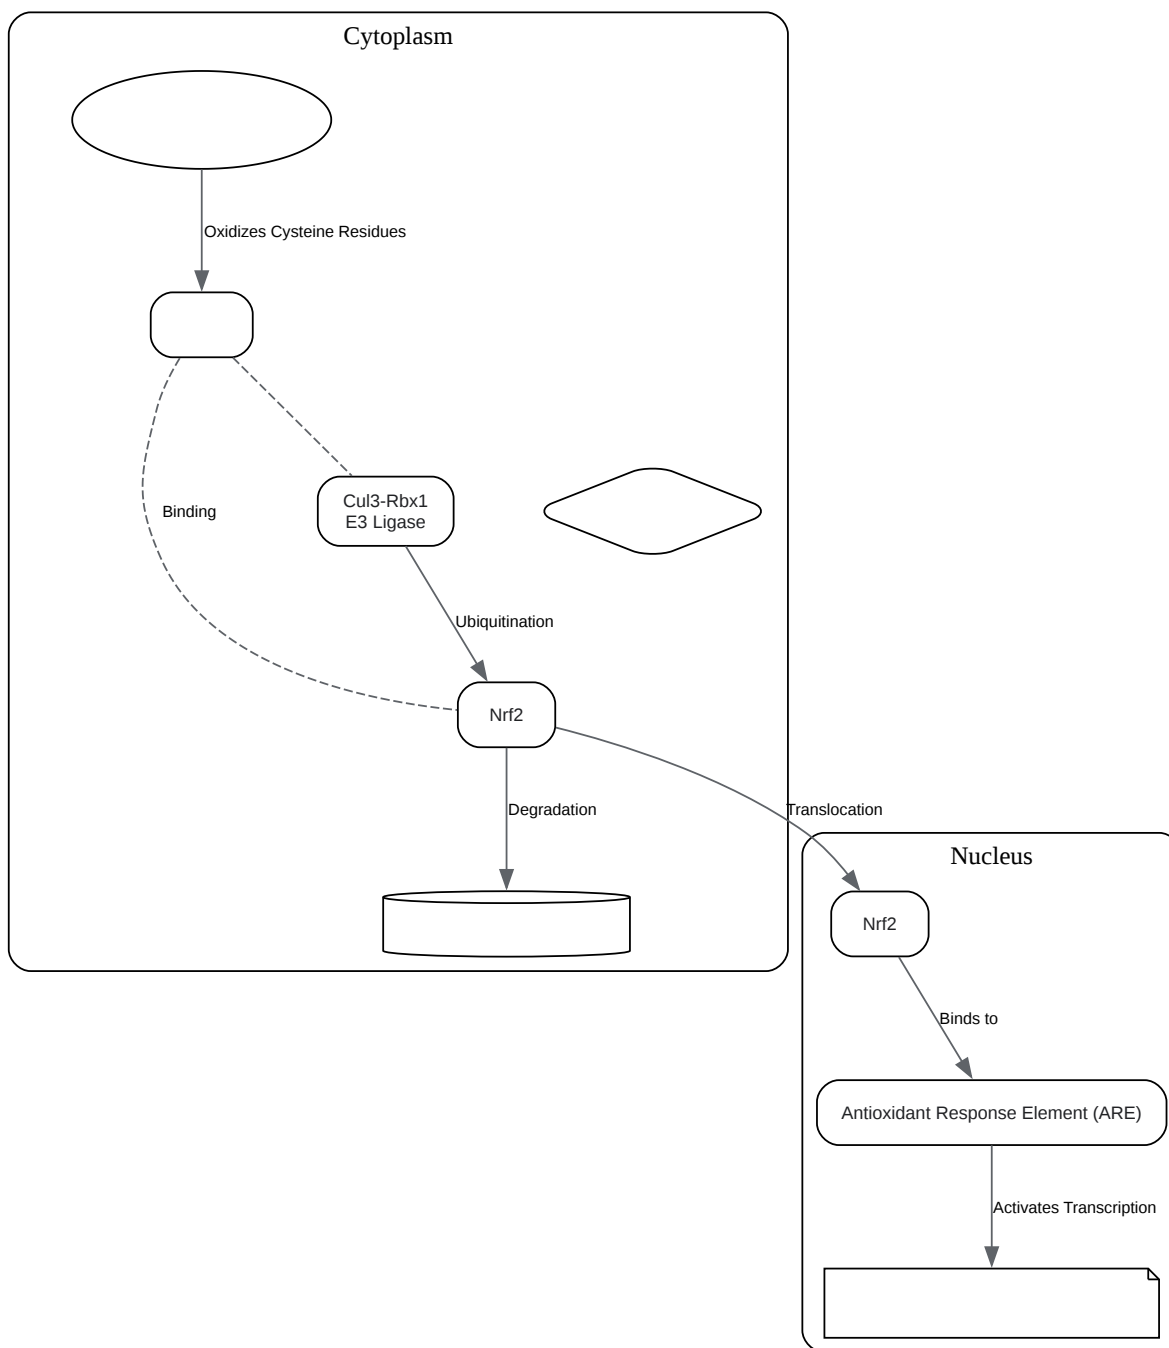 Cytoplasm
Oxidizes Cysteine Residues
Cul3-Rbx1
E3 Ligase
Binding
Ubiquitination
Nrf2
Degradation
Translocation
Nucleus
Nrf2
Binds to
Antioxidant Response Element (ARE)
Activates Transcription